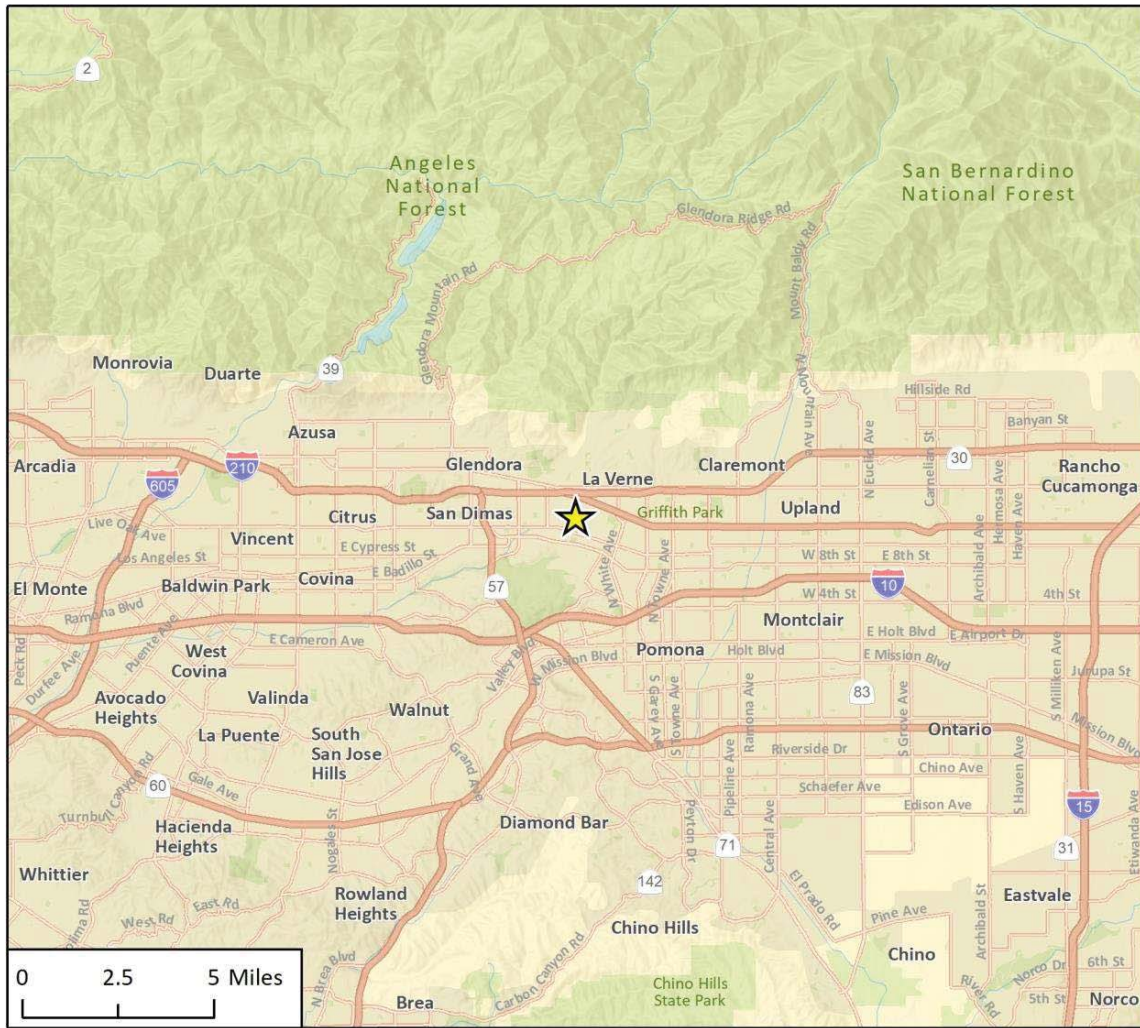 2
Angeles
National
Forest
San Bernardino
National Forest
Glendora Ridge Rd
Glendora Mountain Rd
Mount Baldy Rd
Monrovia
Duarte
39
N Mountain Ave
Hillside Rd
Banyan St
Azusa
Arcadia
605
210
Glendora
La Verne
Claremont
N Euclid Ave
Carnelian St
30
Hermosa Ave
Haven Ave
Rancho
Cucamonga
Live Oak Ave
Citrus
San Dimas
Griffith Park
Upland
Vincent
Los Angeles St
E Cypress St
E Badillo St
N White Ave
N Towne Ave
W 8th St
E 8th St
Archibald Ave
El Monte
Baldwin Park
Covina
57
10
W 4th St
4th St
Ramona Blvd
Puente Ave
E Cameron Ave
Montclair
E Holt Blvd
E Airport Dr
Peck Rd
Durfee Ave
West
Covina
Valley Blvd
W Mission Blvd
Pomona
Holt Blvd
E Mission Blvd
Jurupa St
S Milliken Ave
Avocado
Heights
Valinda
Walnut
S Garey Ave
S Towne Ave
Ramona Ave
83
S Grove Ave
Mission Blvd
La Puente
South
San Jose
Hills
Grand Ave
Ontario
Riverside Dr
Chino Ave
60
Gale Ave
Turnbull Canyon Rd
Pipeline Ave
Schaefer Ave
Edison Ave
S Haven Ave
15
Etiwanda Ave
Hacienda
Heights
Nogales St
Diamond Bar
Peyton Dr
71
Central Ave
31
Whittier
142
El Prado Rd
Archibald St
Eastvale
Rowland
Heights
West Rd
East Rd
olima Rd
Chino Hills
Pine Ave
Chino
0 2.5 5 Miles
N Brea Blvd
Brea
Carbon Canyon Rd
Chino Hills
State Park
River Rd
Norco Dr
6th St
5th St
Norco